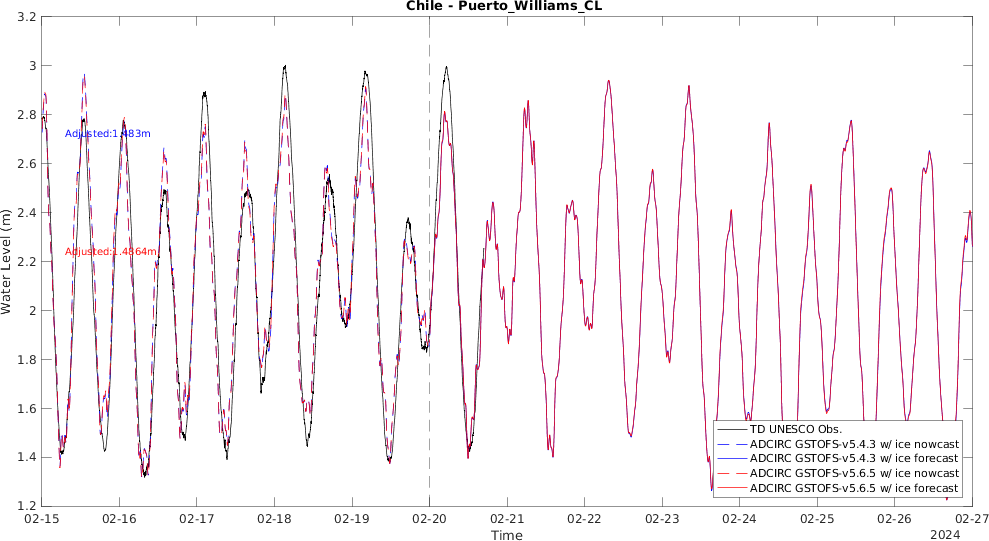 Chile - Puerto_Williams_CL
3.2
3
2.8
2.6
2.4
2.2
2
1.8
1.6
1.4
1.2
Water Level (m)
Adjusted:1.483m
Adjusted:1.4864m
TD UNESCO Obs.
ADCIRC GSTOFS-v5.4.3 w/ ice nowcast
ADCIRC GSTOFS-v5.4.3 w/ ice forecast
ADCIRC GSTOFS-v5.6.5 w/ ice nowcast
ADCIRC GSTOFS-v5.6.5 w/ ice forecast
02-15 02-16 02-17 02-18 02-19 02-20 02-21 02-22 02-23 02-24 02-25 02-26 02-27
Time
2024